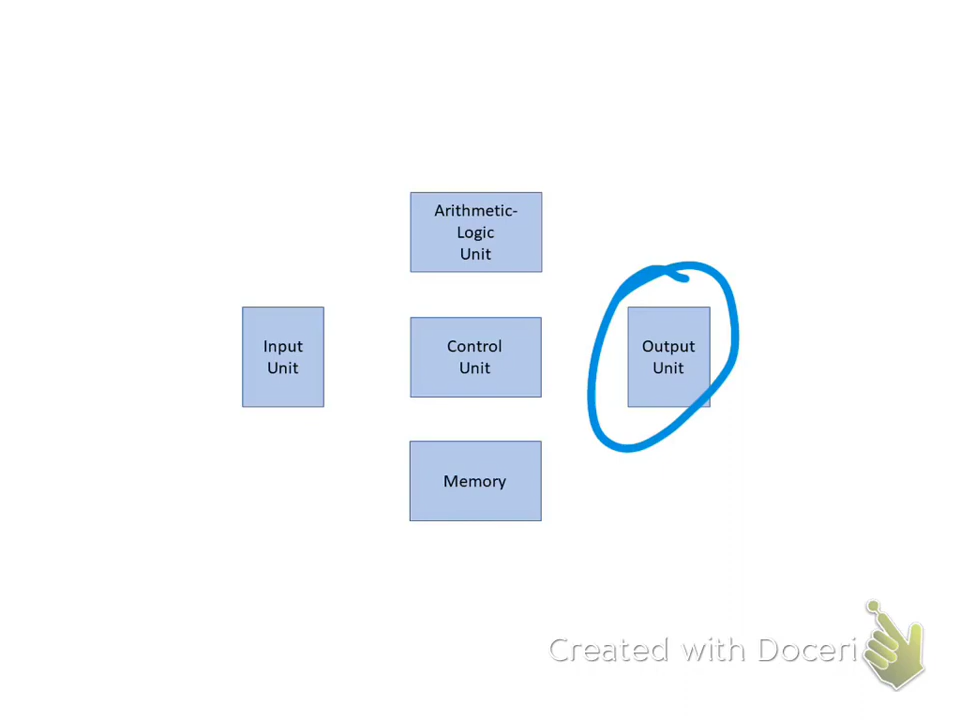 Arithmetic-
Logic
Unit
Input
Unit
Control
Unit
Output
Unit
Memory
Created with Doceri